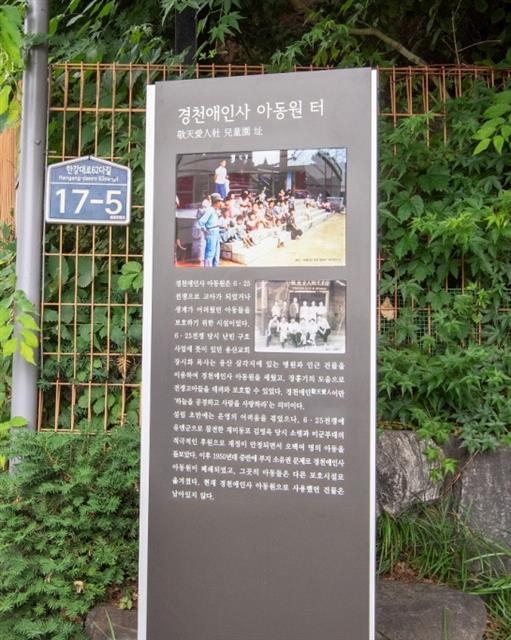 경천애인사 아동원 터
敬天愛人社 兒童園 址
한강대로62다길
17-5
경천애인사 아동원은 6·25
전쟁으로 고아가 되었거나
생계가 어려웠던 아동들을
보호하기 위한 시설이었다.
6·25전쟁 당시 난민 구호
사업에 뜻이 있던 용산교회
장시화 목사는 용산 삼각지에 있는 병원과 인근 건물을
이용하여 경천애인사 아동원을 세웠고, 장흥기의 도움으로
전쟁고아들을 데려와 보호할 수 있었다. 경천애인敬天愛人이란
'하늘을 공경하고 사람을 사랑하라'는 의미이다.
설립 초반에는 운영의 어려움을 겪었으나, 6·25전쟁에
유엔군으로 참전한 재미동포 김영옥 당시 소령과 미군부대의
적극적인 후원으로 재정이 안정되면서 오백여 명의 아동을
돌보았다. 이후 1950년대 중반에 부지 소유권 문제로 경천애인사
아동원이 폐쇄되었고, 그곳의 아동들은 다른 보호시설로
옮겨졌다. 현재 경천애인사 아동원으로 사용했던 건물은
남아있지 않다.